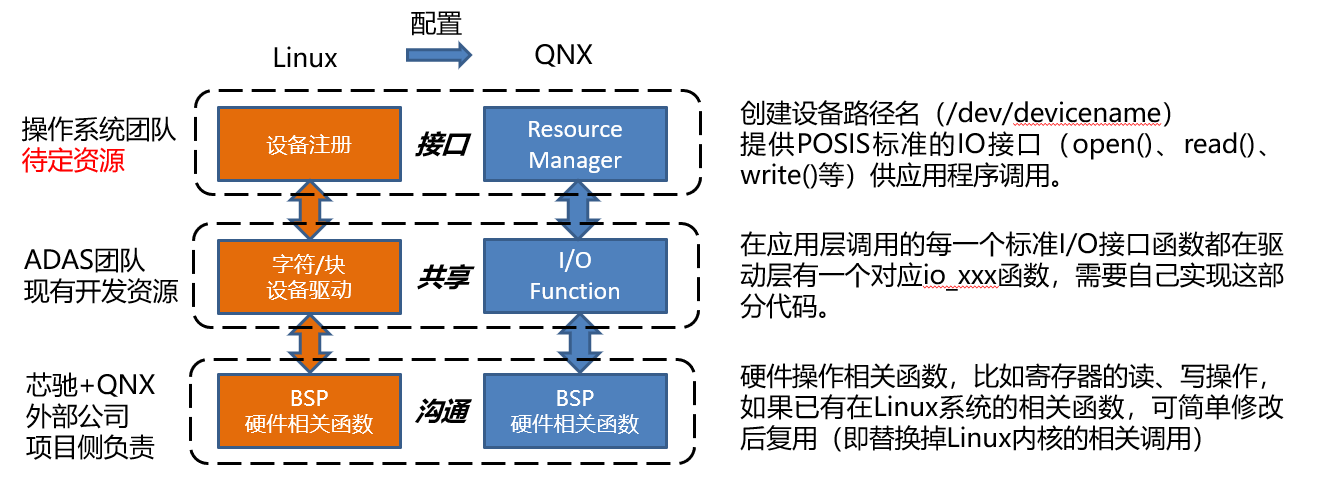 配置
Linux
QNX
操作系统团队
待定资源
设备注册
接口
Resource
Manager
创建设备路径名（/dev/devicename）
提供POSIS标准的IO接口（open()、read()、
write()等）供应用程序调用。
ADAS团队
现有开发资源
字符/块
设备驱动
共享
I/O
Function
在应用层调用的每一个标准I/O接口函数都在驱
动层有一个对应io_xxx函数，需要自己实现这部
分代码。
芯驰+QNX
外部公司
项目侧负责
BSP
硬件相关函数
沟通
BSP
硬件相关函数
硬件操作相关函数，比如寄存器的读、写操作，
如果已有在Linux系统的相关函数，可简单修改
后复用（即替换掉Linux内核的相关调用）